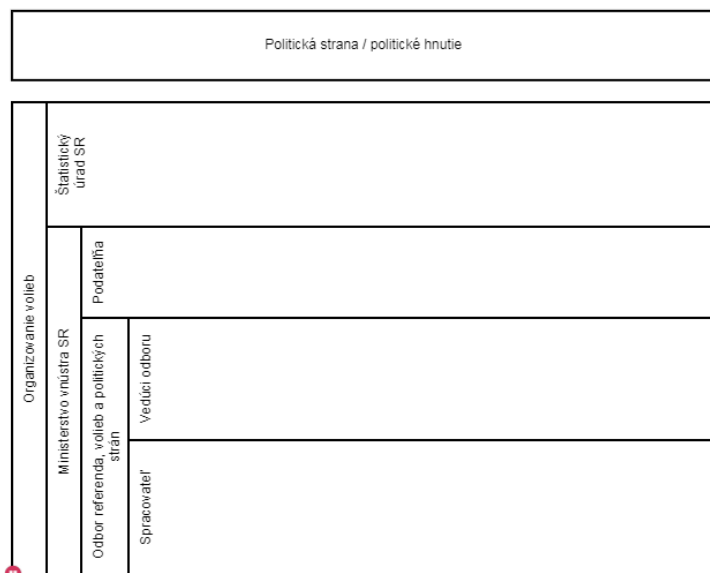 Politická strana / politické hnutie
Organizovanie volieb
Štatistický
úrad SR
Ministerstvo vnústra SR
Podateľňa
Odbor referenda, volieb a politických
strán
Vedúci odboru
Spracovateľ